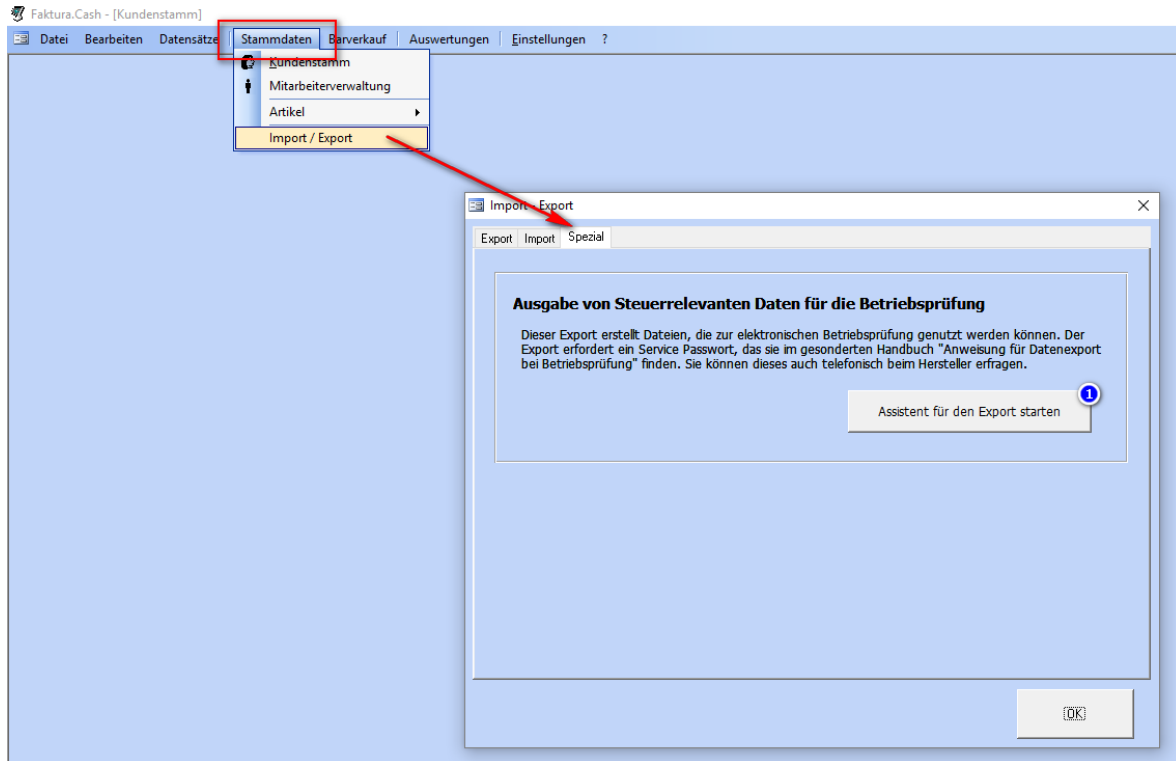 Faktura.Cash - [Kundenstamm]
Datei Bearbeiten Datensätze Stammdaten Barverkauf Auswertungen Einstellungen ?
Kundenstamm
Mitarbeiterverwaltung
Artikel
Import / Export
Import - Export
Export Import Spezial
Ausgabe von Steuerrelevanten Daten für die Betriebsprüfung
Dieser Export erstellt Dateien, die zur elektronischen Betriebsprüfung genutzt werden können. Der
Export erfordert ein Service Passwort, das sie im gesonderten Handbuch "Anweisung für Datenexport
bei Betriebsprüfung" finden. Sie können dieses auch telefonisch beim Hersteller erfragen.
1
Assistent für den Export starten
OK